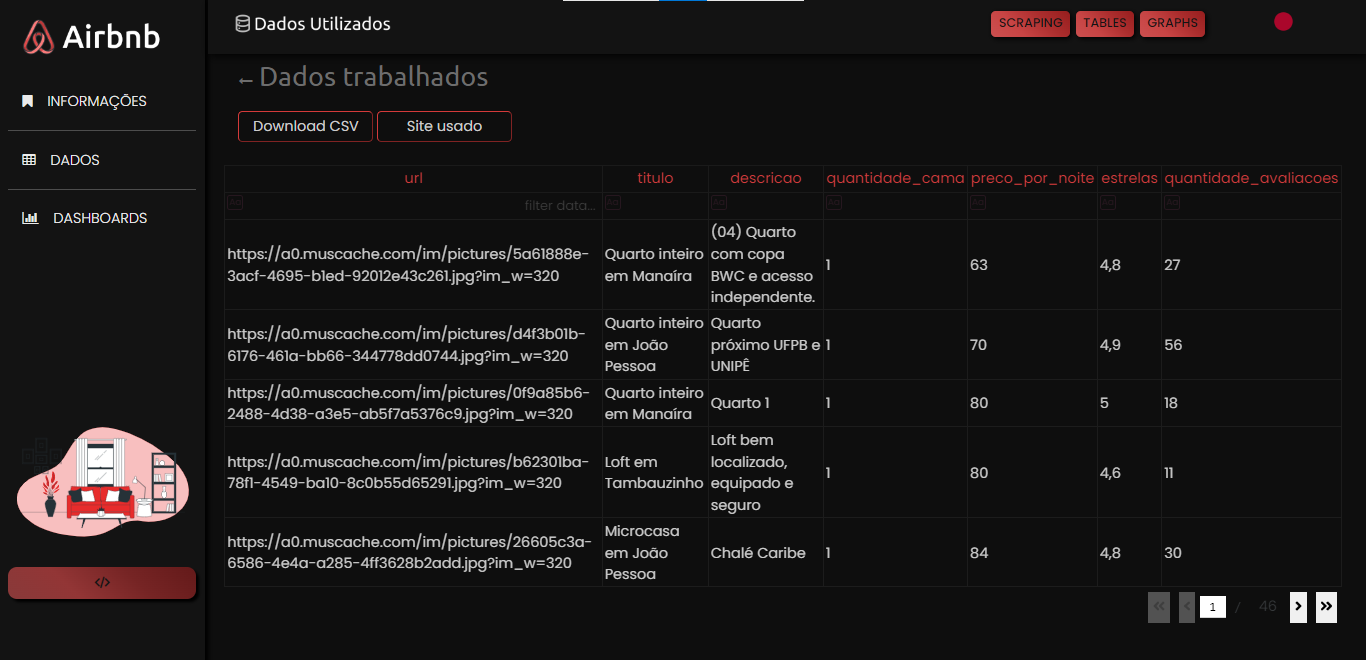 Airbnb
INFORMAÇÕES
DADOS
DASHBOARDS
</>
Dados Utilizados
SCRAPING
TABLES
GRAPHS
←Dados trabalhados
Download CSV
Site usado
url titulo descricao quantidade_cama preco_por_noite estrelas quantidade_avaliacoes
Aa filter data... Aa Aa Aa Aa Aa Aa
https://a0.muscache.com/im/pictures/5a61888e-
3acf-4695-b1ed-92012e43c261.jpg?im_w=320
Quarto inteiro
em Manaíra
(04) Quarto
com copa
BWC e acesso
independente.
1
63
4,8
27
https://a0.muscache.com/im/pictures/d4f3b01b-
6176-461a-bb66-344778dd0744.jpg?im_w=320
Quarto inteiro
em João
Pessoa
Quarto
próximo UFPB e
UNIPÊ
1
70
4,9
56
https://a0.muscache.com/im/pictures/0f9a85b6-
2488-4d38-a3e5-ab5f7a5376c9.jpg?im_w=320
Quarto inteiro
em Manaíra
Quarto 1
1
80
5
18
https://a0.muscache.com/im/pictures/b62301ba-
78f1-4549-ba10-8c0b55d65291.jpg?im_w=320
Loft em
Tambauzinho
Loft bem
localizado,
equipado e
seguro
1
80
4,6
11
https://a0.muscache.com/im/pictures/26605c3a-
6586-4e4a-a285-4ff3628b2add.jpg?im_w=320
Microcasa
em João
Pessoa
Chalé Caribe
1
84
4,8
30
« < 1 / 46 > »